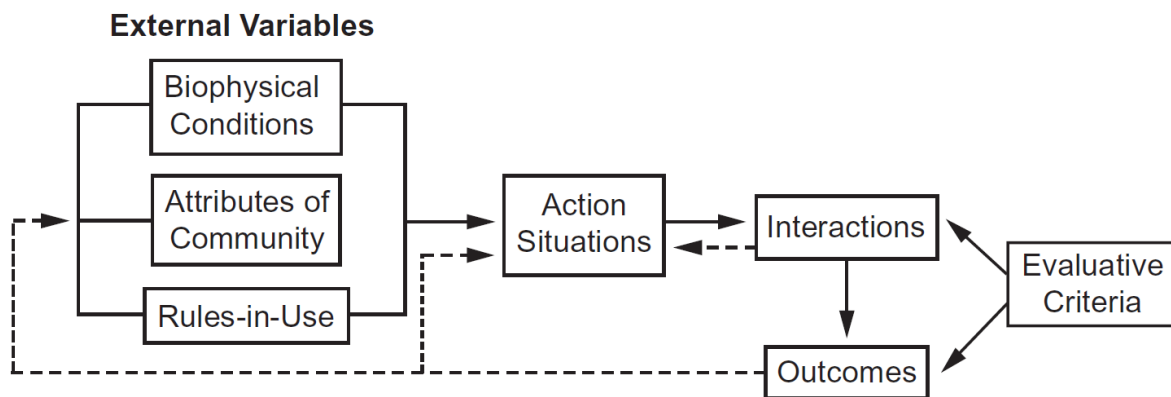 External Variables
Biophysical
Conditions
Attributes of
Community
Rules-in-Use
Action
Situations
Interactions
Outcomes
Evaluative
Criteria